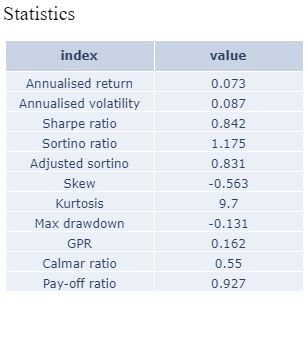 Statistics
index value
Annualised return 0.073
Annualised volatility 0.087
Sharpe ratio 0.842
Sortino ratio 1.175
Adjusted sortino 0.831
Skew -0.563
Kurtosis 9.7
Max drawdown -0.131
GPR 0.162
Calmar ratio 0.55
Pay-off ratio 0.927